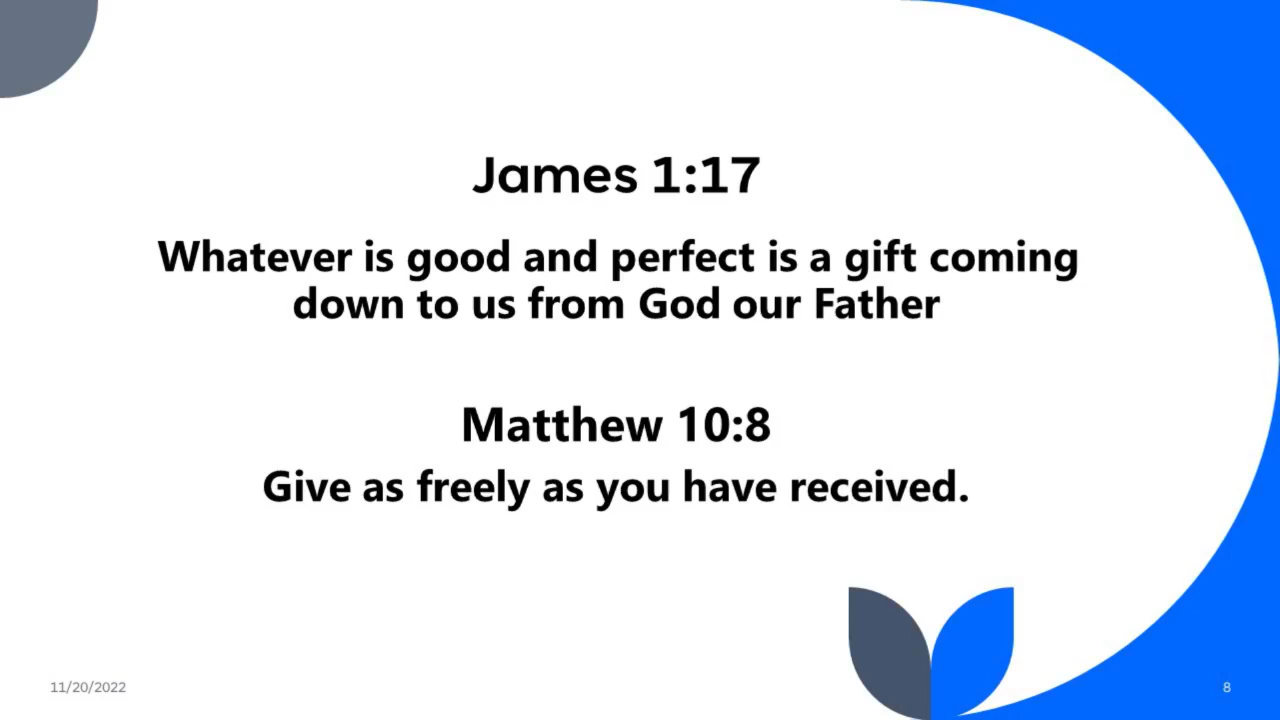 James 1:17
Whatever is good and perfect is a gift coming
down to us from God our Father
Matthew 10:8
Give as freely as you have received.
11/20/2022
8